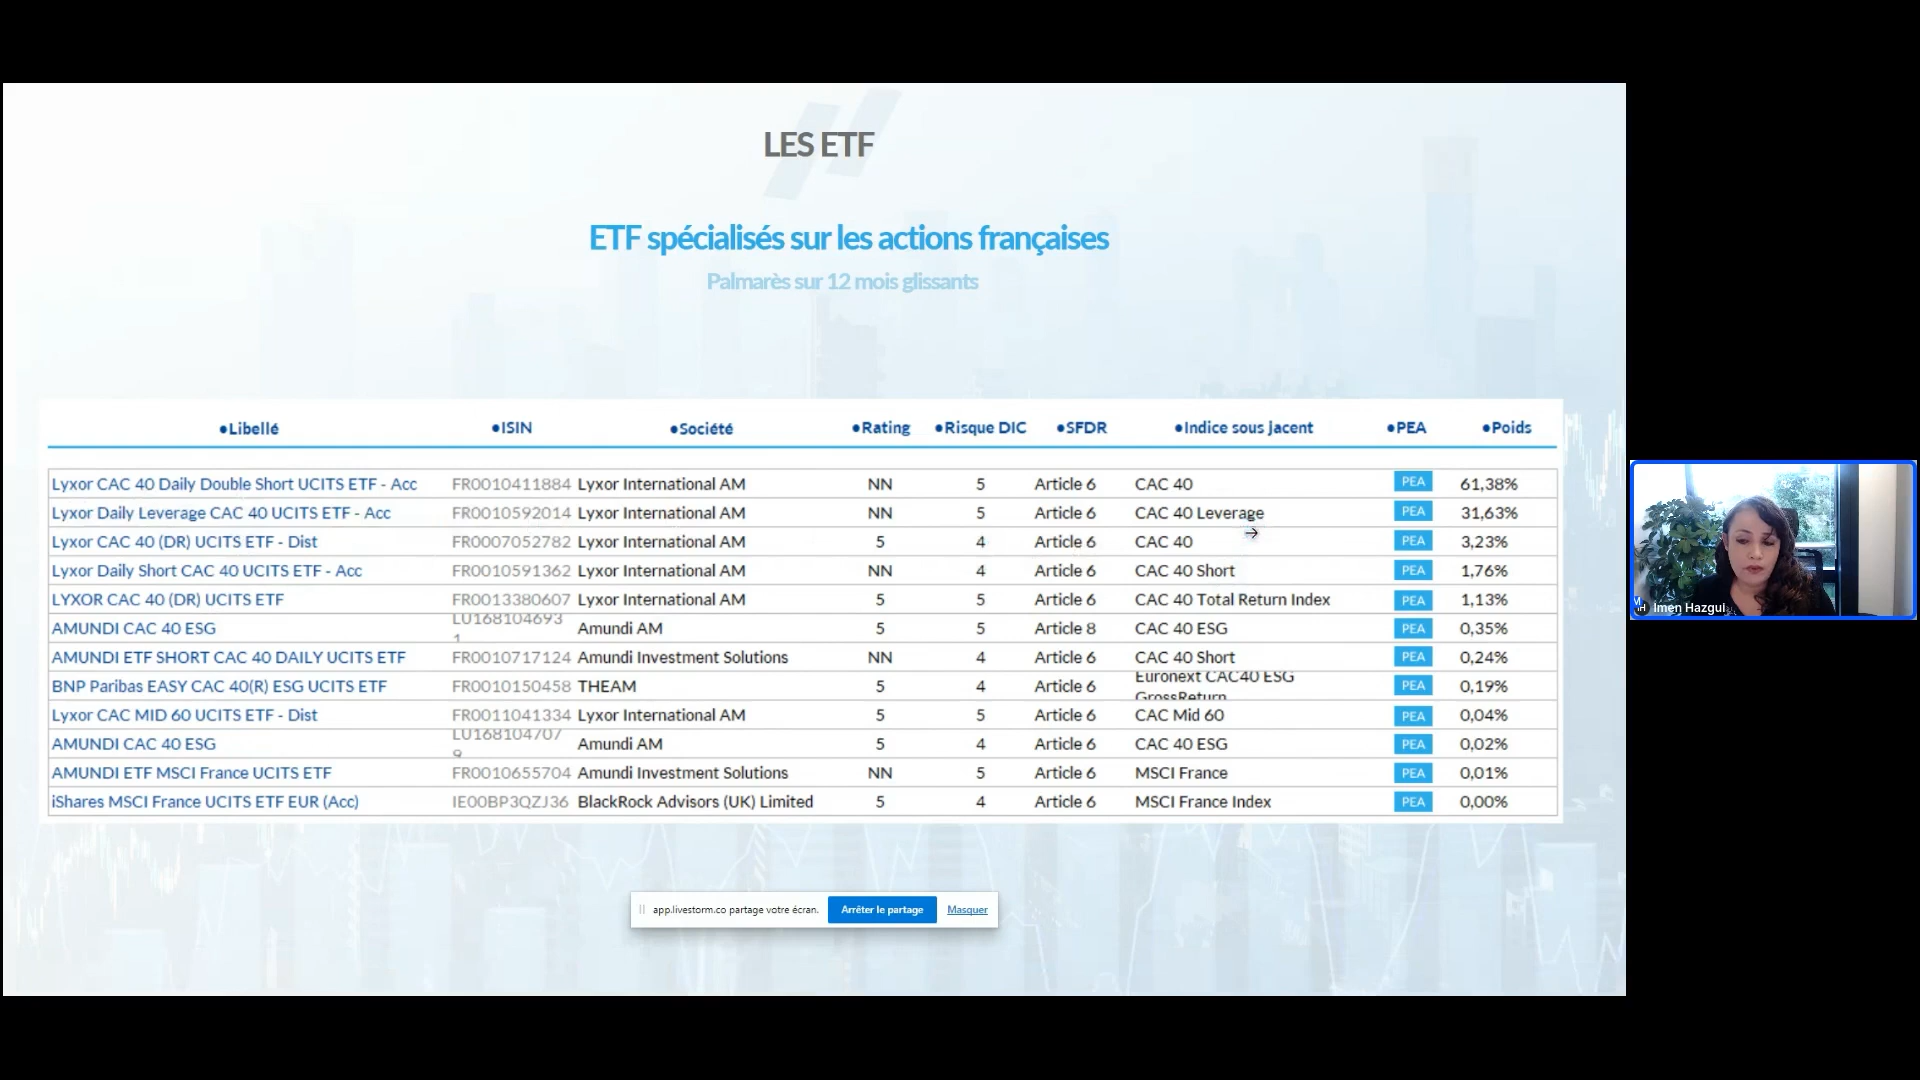 LES ETF
ETF spécialisés sur les actions françaises
Palmarès sur 12 mois glissants
•Libellé •ISIN •Société •Rating •Risque DIC •SFDR •Indice sous jacent •PEA •Poids
Lyxor CAC 40 Daily Double Short UCITS ETF - Acc FR0010411884 Lyxor International AM NN 5 Article 6 CAC 40 PEA 61,38%
Lyxor Daily Leverage CAC 40 UCITS ETF - Acc FR0010592014 Lyxor International AM NN 5 Article 6 CAC 40 Leverage PEA 31,63%
Lyxor CAC 40 (DR) UCITS ETF - Dist FR0007052782 Lyxor International AM 5 4 Article 6 CAC 40 PEA 3,23%
Lyxor Daily Short CAC 40 UCITS ETF - Acc FR0010591362 Lyxor International AM NN 4 Article 6 CAC 40 Short PEA 1,76%
LYXOR CAC 40 (DR) UCITS ETF FR0013380607 Lyxor International AM 5 5 Article 6 CAC 40 Total Return Index PEA 1,13%
AMUNDI CAC 40 ESG LU1681046931 Amundi AM 5 5 Article 8 CAC 40 ESG PEA 0,35%
AMUNDI ETF SHORT CAC 40 DAILY UCITS ETF FR0010717124 Amundi Investment Solutions NN 4 Article 6 CAC 40 Short PEA 0,24%
BNP Paribas EASY CAC 40(R) ESG UCITS ETF FR0010150458 THEAM 5 4 Article 6 Euronext CAC40 ESG GrossReturn PEA 0,19%
Lyxor CAC MID 60 UCITS ETF - Dist FR0011041334 Lyxor International AM 5 5 Article 6 CAC Mid 60 PEA 0,04%
AMUNDI CAC 40 ESG LU1681047079 Amundi AM 5 4 Article 6 CAC 40 ESG PEA 0,02%
AMUNDI ETF MSCI France UCITS ETF FR0010655704 Amundi Investment Solutions NN 5 Article 6 MSCI France PEA 0,01%
iShares MSCI France UCITS ETF EUR (Acc) IE00BP3QZJ36 BlackRock Advisors (UK) Limited 5 4 Article 6 MSCI France Index PEA 0,00%
app.livestorm.co partage votre écran. Arrêter le partage Masquer
Imen Hazgui